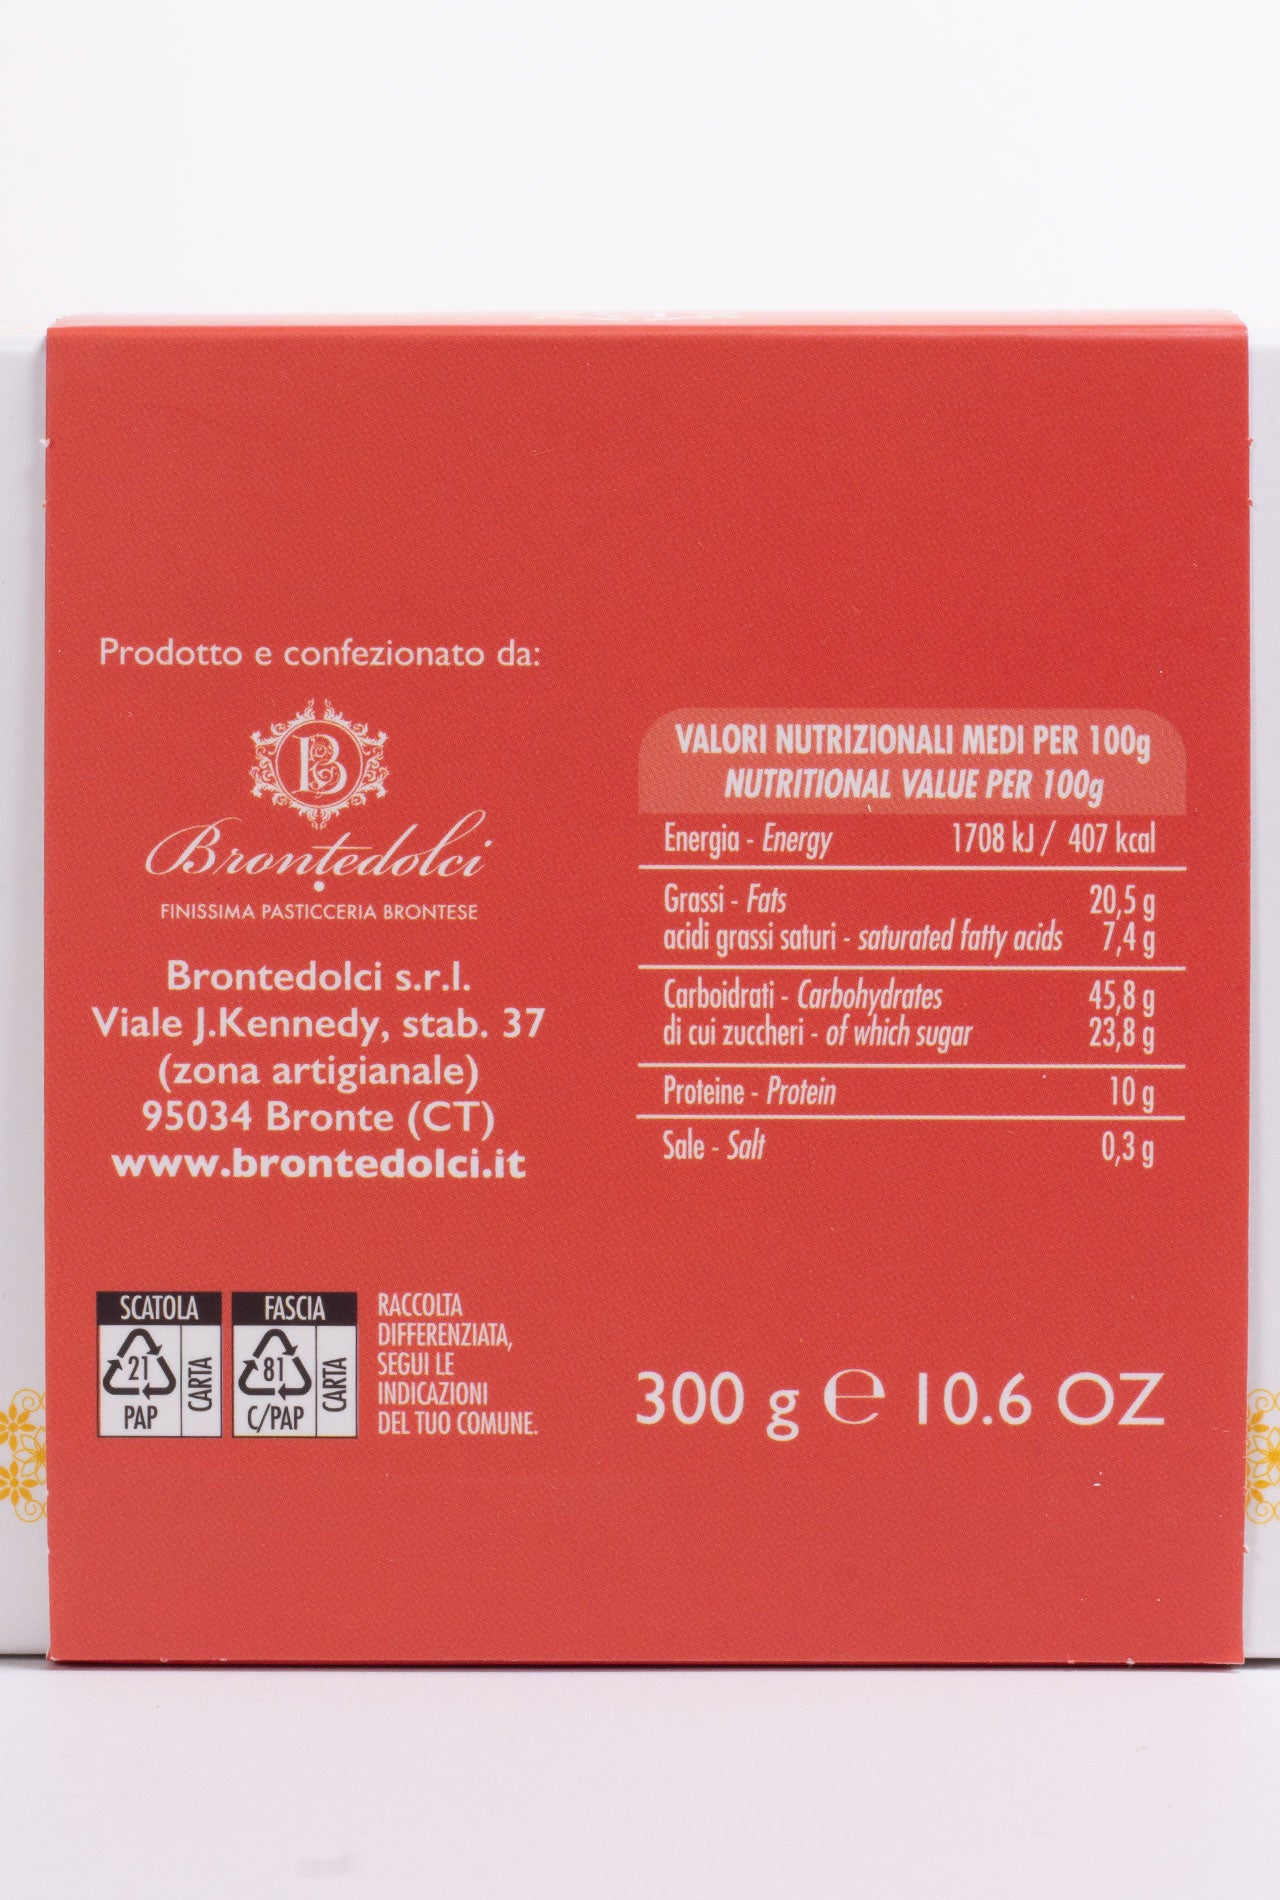 Prodotto e confezionato da:
B
Brontedolci
FINISSIMA PASTICCERIA BRONTESE
Brontedolci s.r.l.
Viale J.Kennedy, stab. 37
(zona artigianale)
95034 Bronte (CT)
www.brontedolci.it
VALORI NUTRIZIONALI MEDI PER 100g
NUTRITIONAL VALUE PER 100g
Energia - Energy 1708 kJ / 407 kcal
Grassi - Fats 20,5 g
acidi grassi saturi - saturated fatty acids 7,4 g
Carboidrati - Carbohydrates 45,8 g
di cui zuccheri - of which sugar 23,8 g
Proteine - Protein 10 g
Sale - Salt 0,3 g
SCATOLA
21
PAP
CARTA
FASCIA
81
C/PAP
CARTA
RACCOLTA
DIFFERENZIATA,
SEGUI LE
INDICAZIONI
DEL TUO COMUNE.
300 g ℮ 10.6 OZ